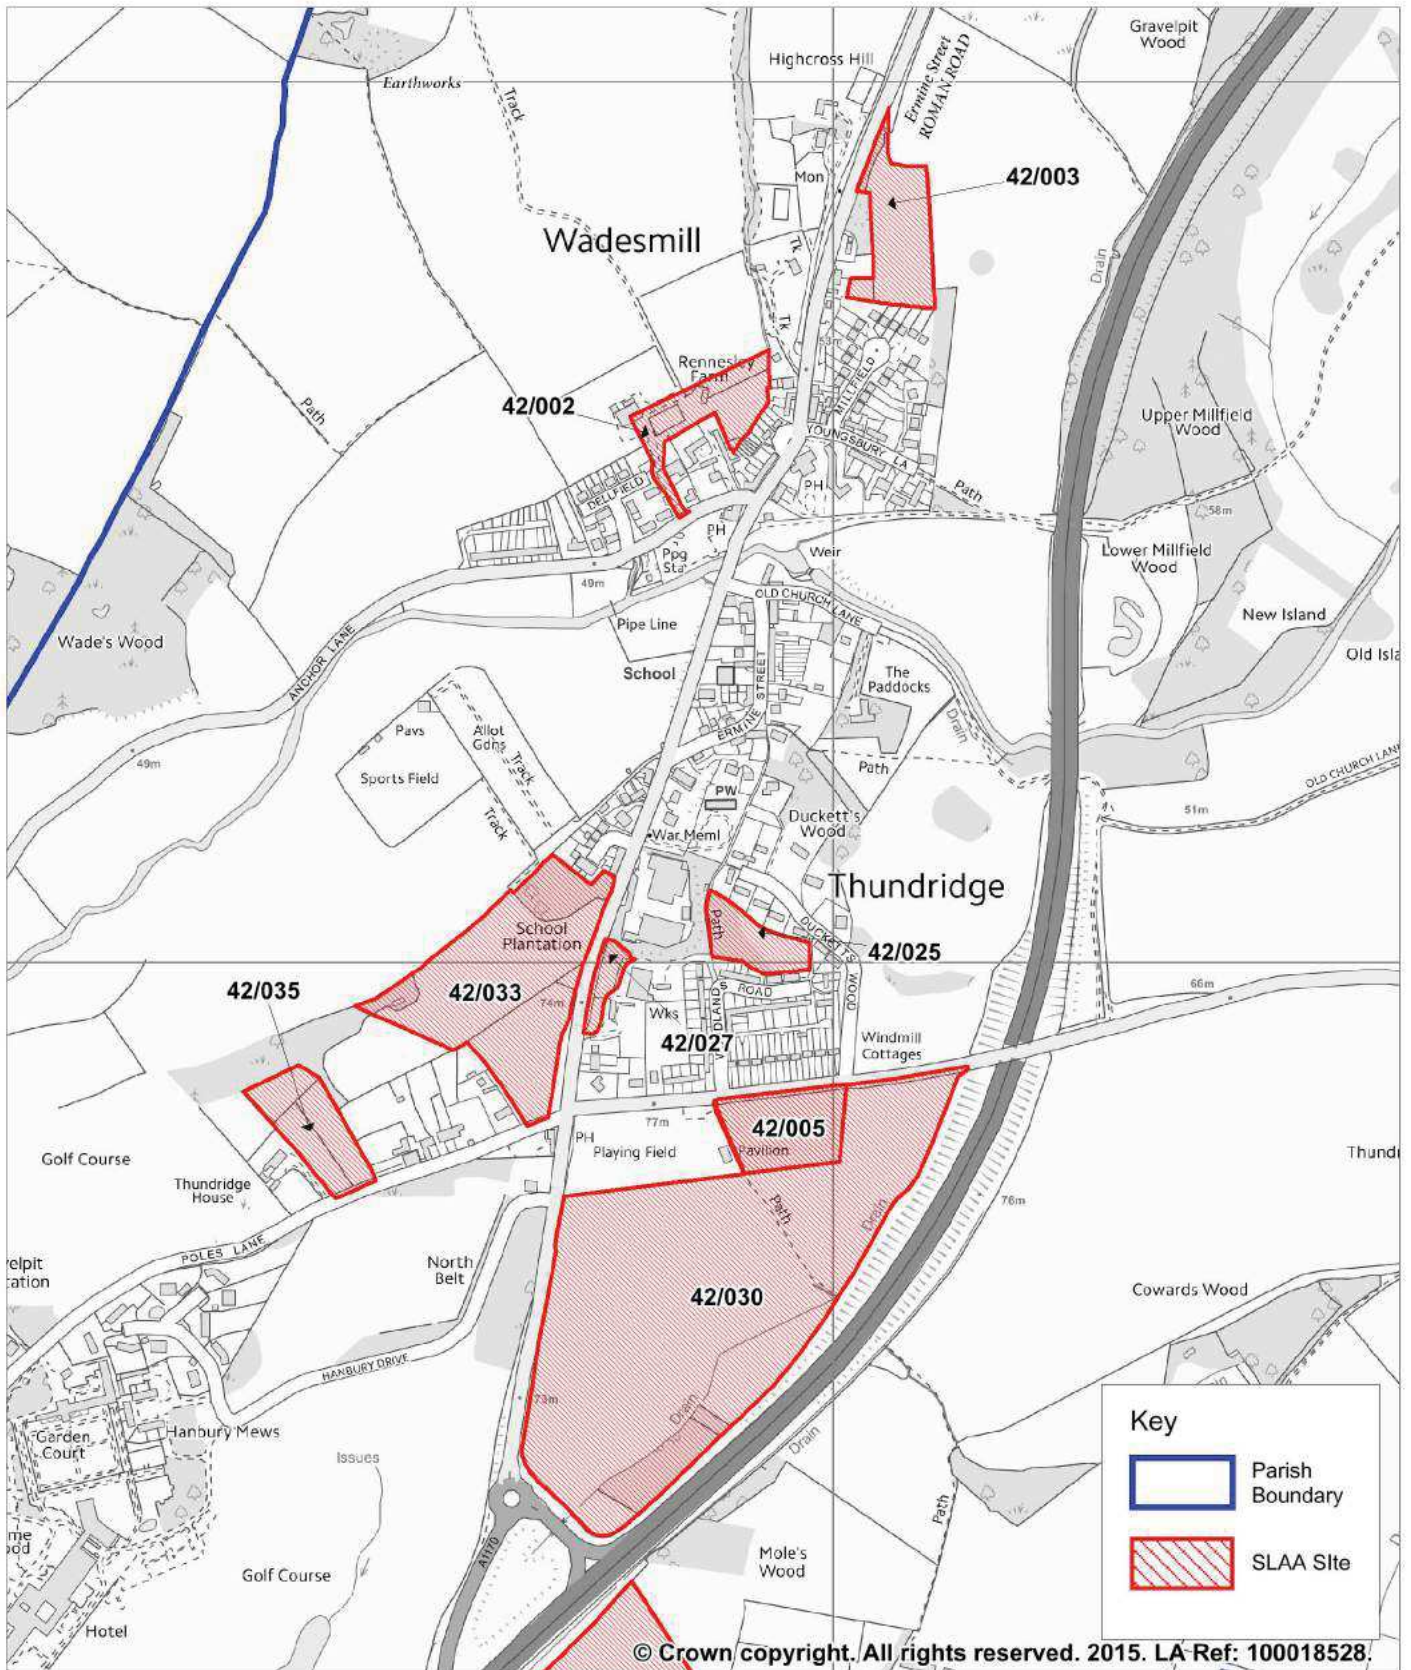 Gravelpit
Wood
Highcross Hill
Ermine Street
ROMAN ROAD
Earthworks
Track
Mon
42/003
Wadesmill
Tk
Drain
Tk
53m
Rennesley
Farm
MILLFIELD
42/002
Path
Upper Millfield
Wood
YOUNGSBURY LA
DELLFIELD
PH
Path
58m
PH
Ppg
Sta
Weir
Lower Millfield
Wood
49m
OLD CHURCH LANE
New Island
Pipe Line
Wade's Wood
ANCHOR LANE
School
The
Paddocks
Old Isla
ERMINE STREET
Drain
Pavs
Allot
Gdns
Track
49m
Sports Field
Path
OLD CHURCH LANE
PW
51m
Track
War Meml
Duckett's
Wood
Thundridge
School
Plantation
Path
DUCKETTS WOOD
42/025
42/035
42/033
74m
ROAD
66m
Wks
42/027
Windmill
Cottages
42/005
77m
PH
Playing Field
Pavilion
Golf Course
Thundr
Thundridge
House
Path
Drain
76m
POLES LANE
velpit
tation
North
Belt
42/030
Cowards Wood
HANBURY DRIVE
73m
Drain
Garden
Court
Hanbury Mews
Issues
Drain
Key
Parish
Boundary
Path
A1170
Mole's
Wood
SLAA SIte
Golf Course
Hotel
© Crown copyright. All rights reserved. 2015. LA Ref: 100018528.